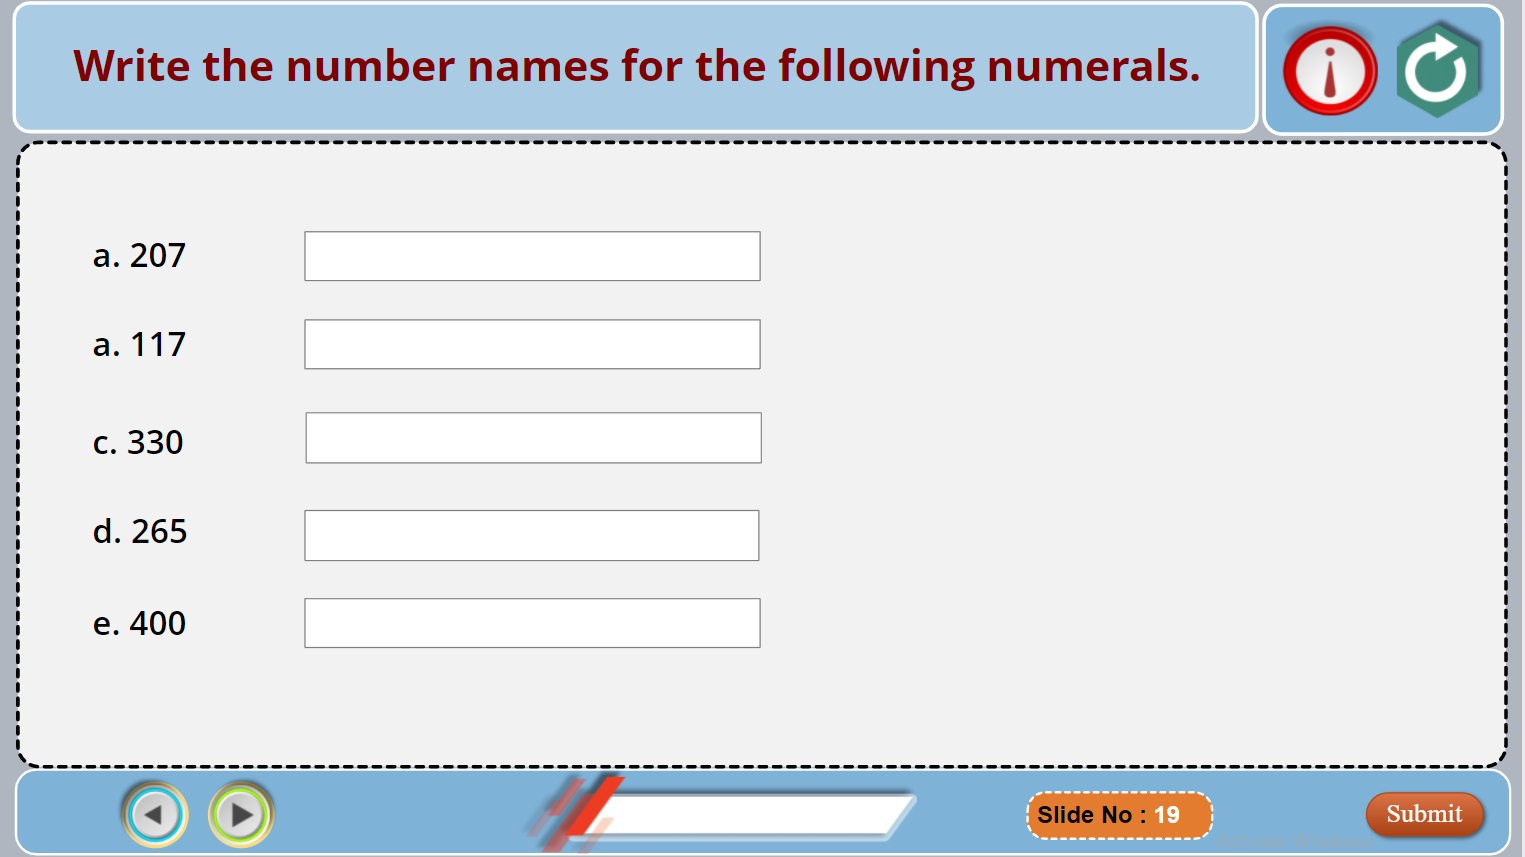 Write the number names for the following numerals.
a. 207
a. 117
c. 330
d. 265
e. 400
Slide No : 19
Submit